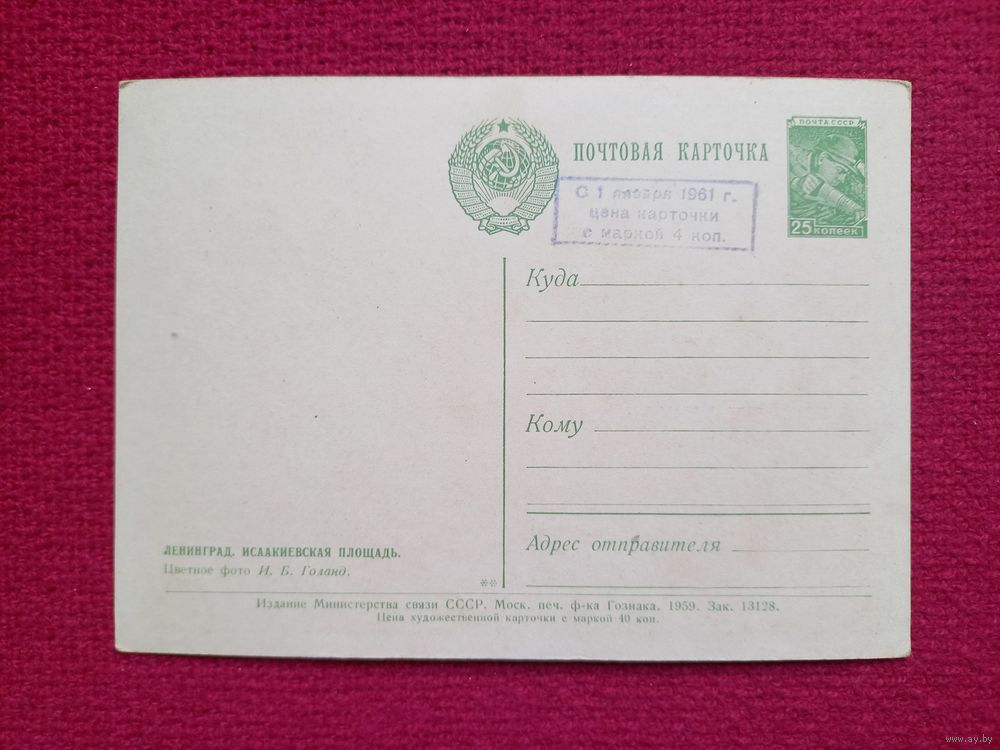 ПОЧТА СССР
ПОЧТОВАЯ КАРТОЧКА
С 1 января 1961 г.
цена карточки
с маркой 4 коп.
25 копеек
Куда
Кому
Адрес отправителя
ЛЕНИНГРАД. ИСААКИЕВСКАЯ ПЛОЩАДЬ.
Цветное фото И. Б. Голанд.
**
Издание Министерства связи СССР. Моск. печ. ф-ка Гознака. 1959. Зак. 13128.
Цена художественной карточки с маркой 40 коп.
www.ay.by